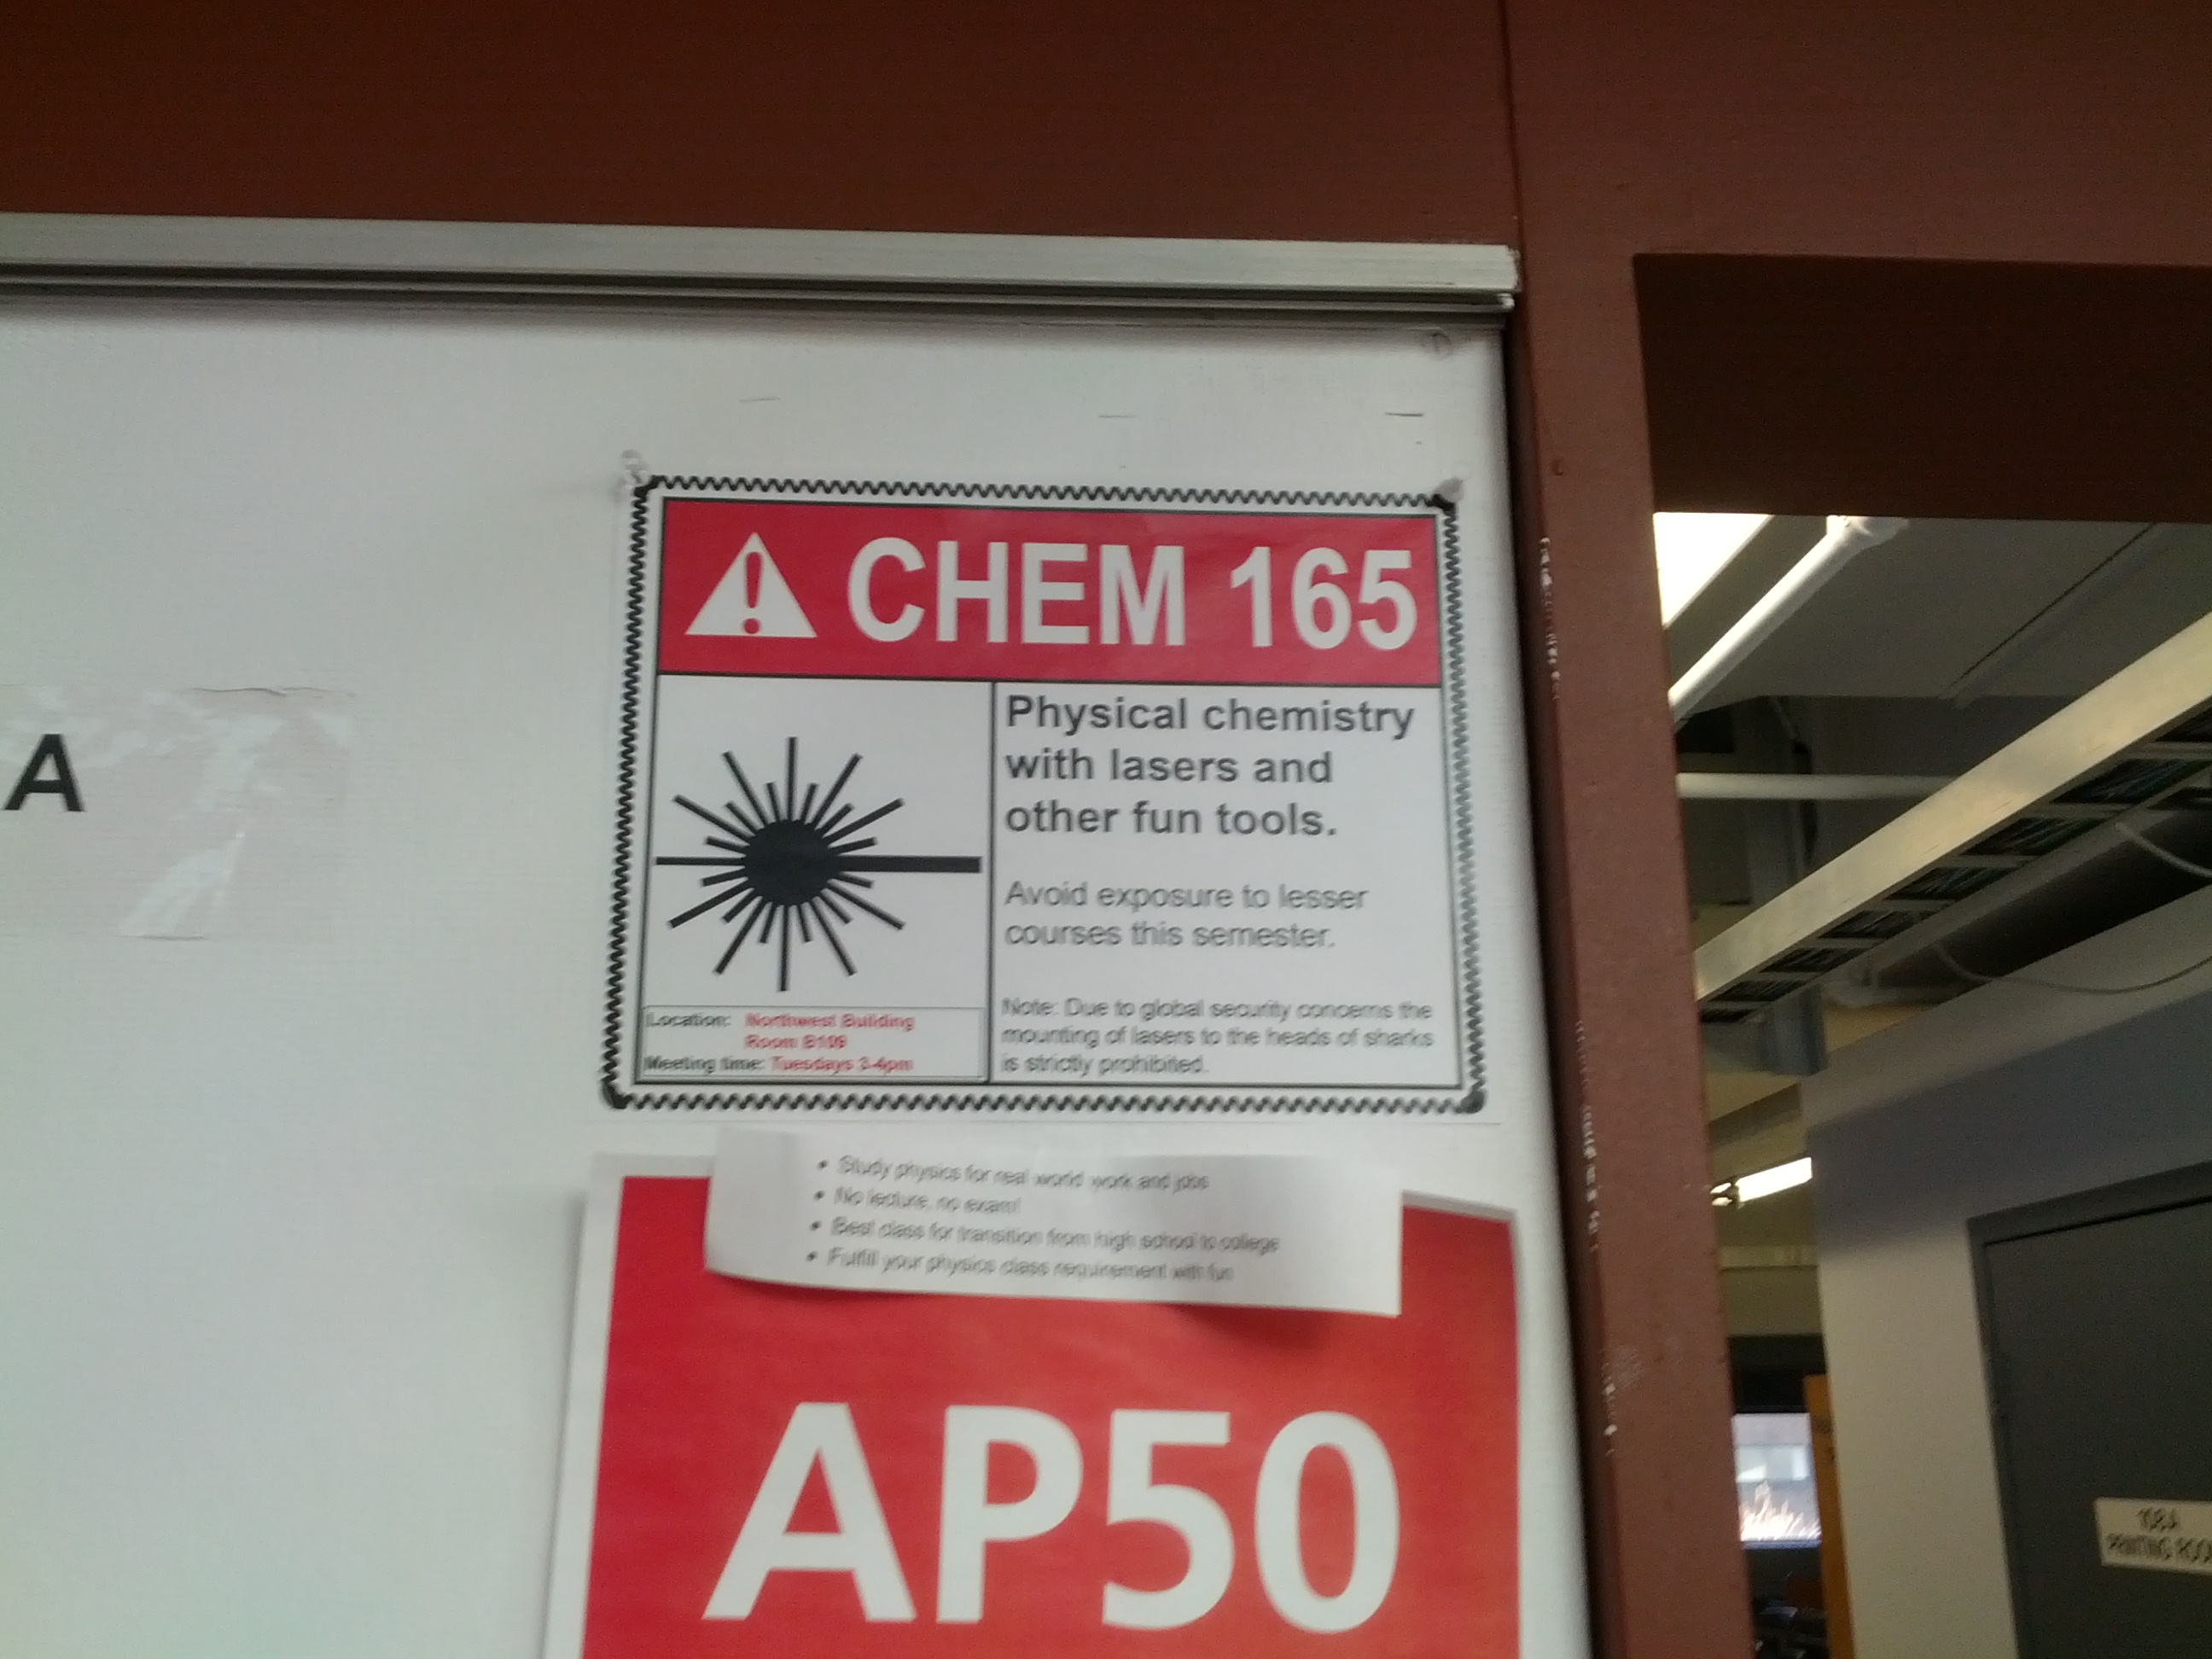 A
CHEM 165
Physical chemistry
with lasers and
other fun tools.
Avoid exposure to lesser
courses this semester.
Note: Due to global security concerns the
mounting of lasers to the heads of sharks
is strictly prohibited.
Location: Northwest Building
Room B109
Meeting time: Tuesdays 3-4pm
• Study physics for real world work and jobs
• No lecture, no exam!
• Best class for transition from high school to college
• Fulfill your physics class requirement with fun
AP50
108A
PRINTING ROO